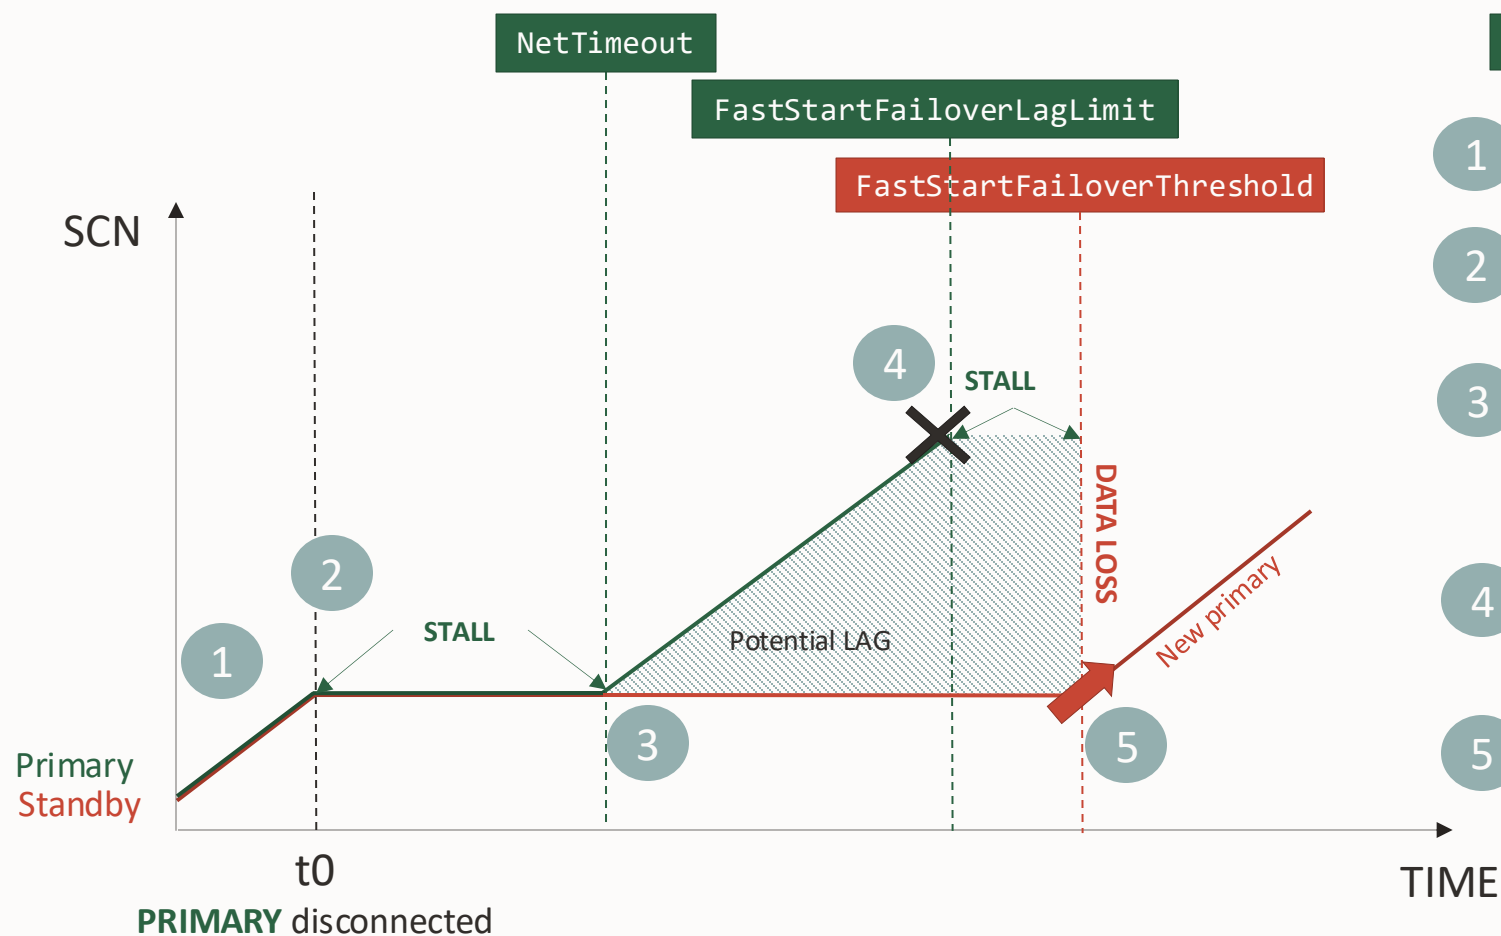 NetTimeout
FastStartFailoverLagLimit
FastStartFailoverThreshold
SCN
1
2
3
4
5
4
STALL
DATA LOSS
2
1
STALL
Potential LAG
New primary
3
5
Primary
Standby
t0
PRIMARY disconnected
TIME